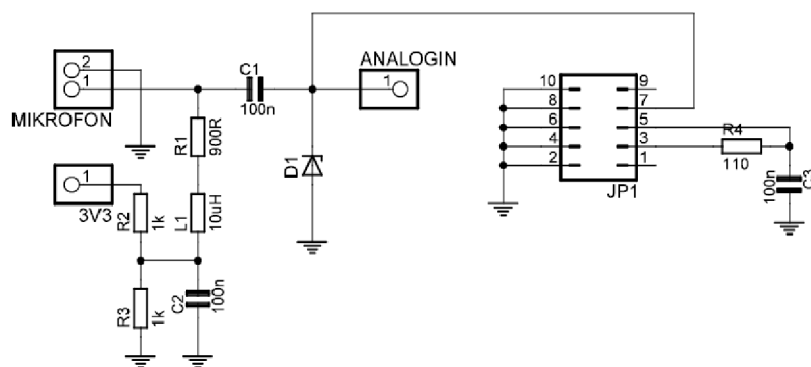 MIKROFON
2
1
3V3
1
R2
1k
R3
1k
R1
900R
L1
10uH
C2
100n
C1
100n
D1
ANALOGIN
1
10
9
8
7
6
5
4
3
2
1
JP1
R4
110
C3
100n